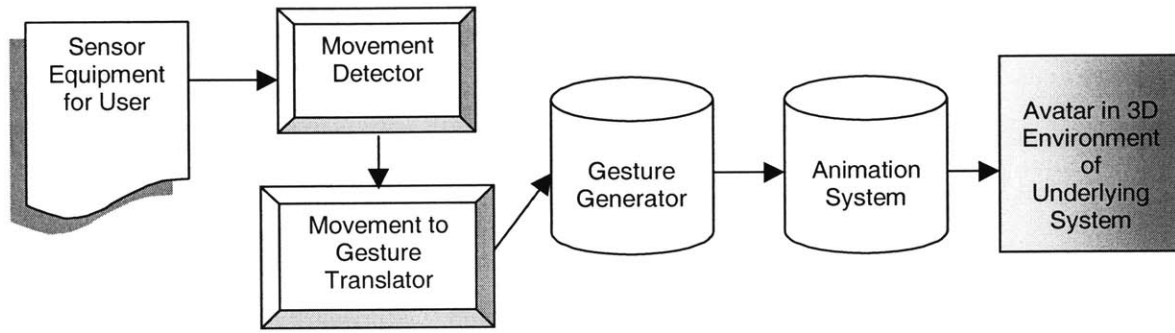 Sensor
Equipment
for User
Movement
Detector
Movement to
Gesture
Translator
Gesture
Generator
Animation
System
Avatar in 3D
Environment
of
Underlying
System